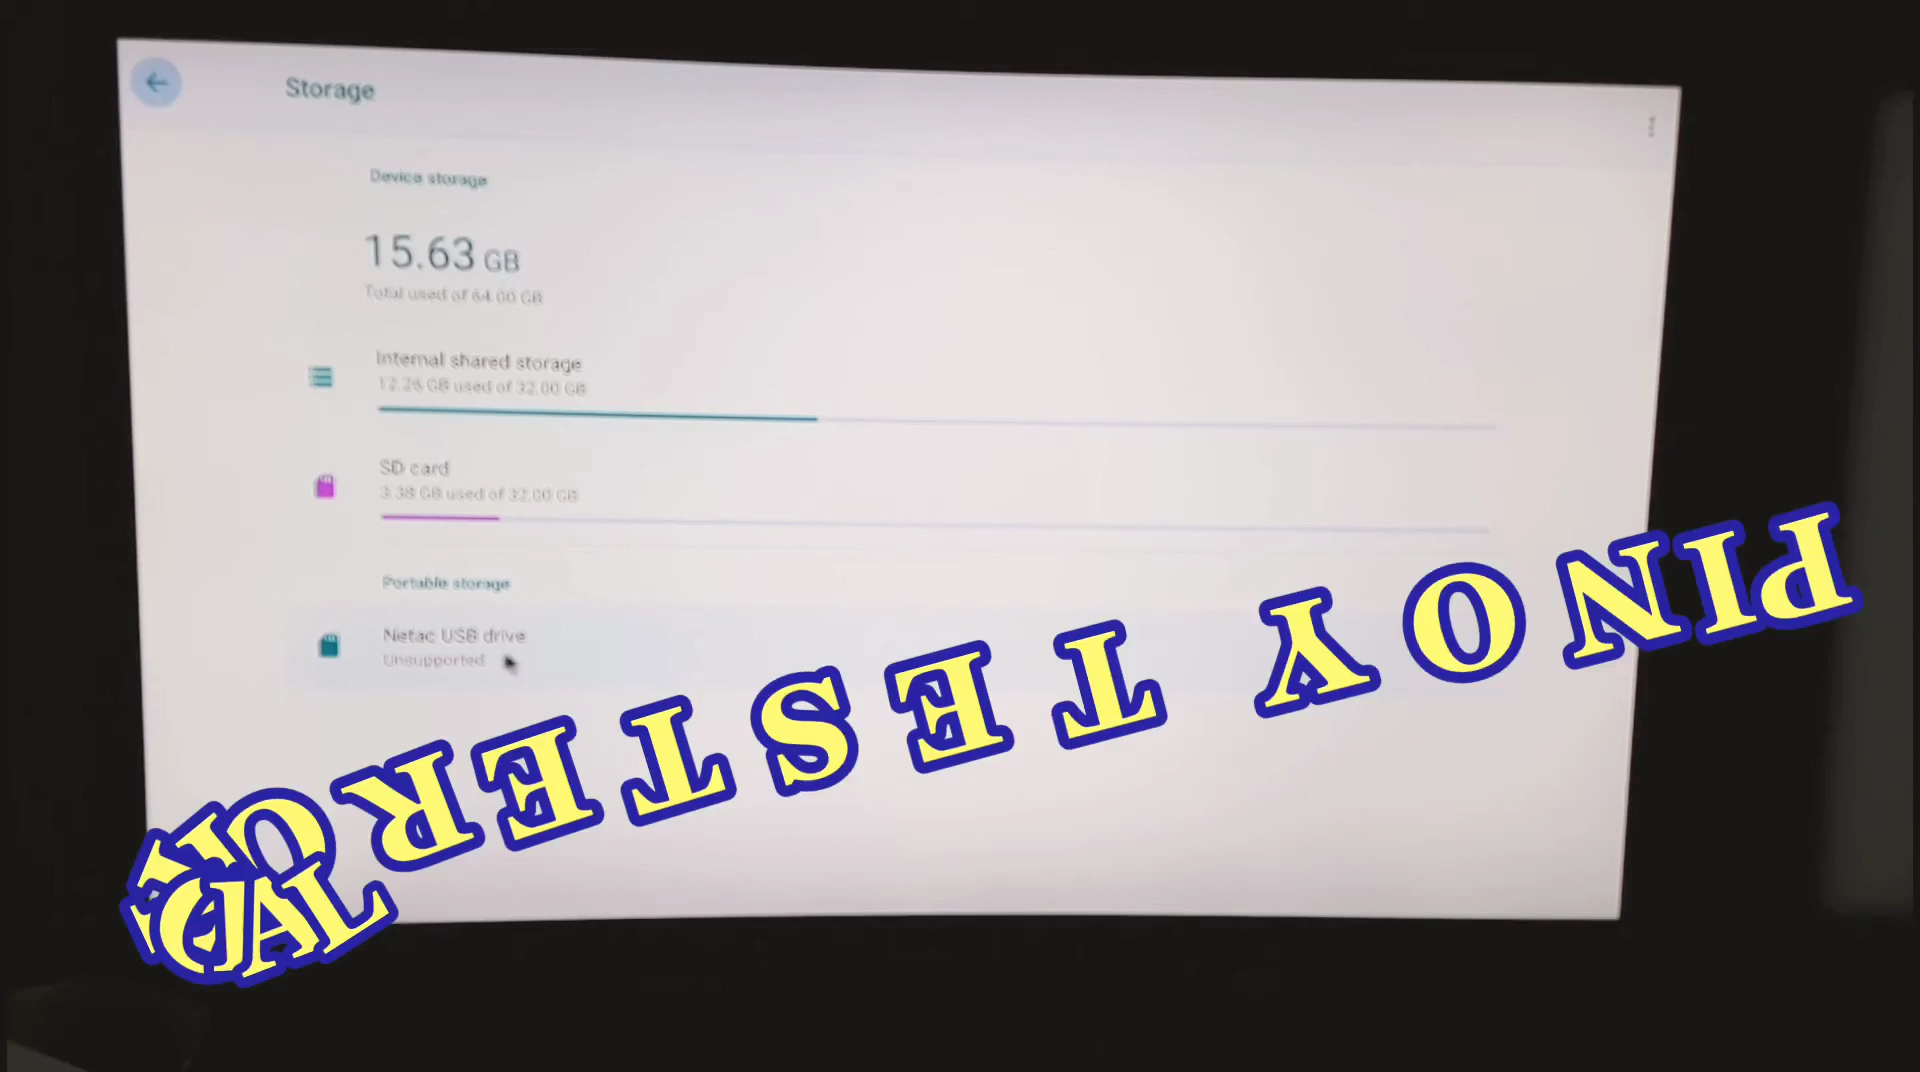 Storage
Device storage
15.63 GB
Total used of 64.00 GB
Internal shared storage
12.26 GB used of 32.00 GB
SD card
3.38 GB used of 32.00 GB
Portable storage
Netac USB drive
Unsupported
PINOY TESTER